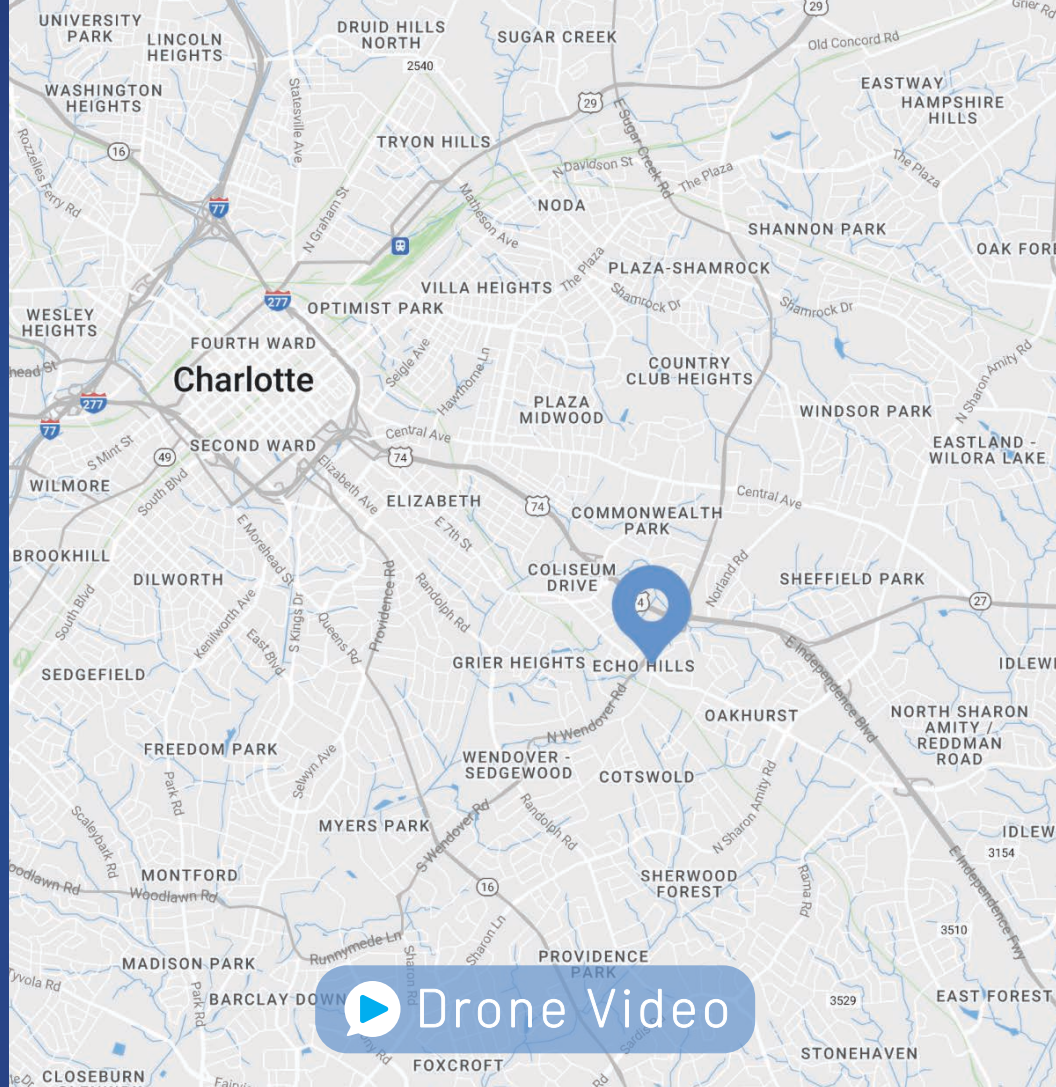 UNIVERSITY
PARK
LINCOLN
HEIGHTS
DRUID HILLS
NORTH
2540
SUGAR CREEK
29
Grier Rd
Old Concord Rd
EASTWAY
HAMPSHIRE
HILLS
WASHINGTON
HEIGHTS
Statesville Ave
29
E Sugar Creek Rd
16
TRYON HILLS
Rozzelles Ferry Rd
N Davidson St
The Plaza
The Plaza
77
N Graham St
Matheson Ave
NODA
SHANNON PARK
OAK FOR
PLAZA-SHAMROCK
The Plaza
Shamrock Dr
Shamrock Dr
277
VILLA HEIGHTS
OPTIMIST PARK
WESLEY
HEIGHTS
FOURTH WARD
head St
Charlotte
Seigle Ave
Hawthorne Ln
COUNTRY
CLUB HEIGHTS
N Sharon Amity Rd
277
77
PLAZA
MIDWOOD
WINDSOR PARK
Central Ave
SECOND WARD
S Mint St
49
74
EASTLAND -
WILORA LAKE
WILMORE
South Blvd
Elizabeth Ave
ELIZABETH
74
Central Ave
COMMONWEALTH
PARK
E Morehead St
E 7th St
BROOKHILL
DILWORTH
COLISEUM
DRIVE
Norland Rd
SHEFFIELD PARK
27
4
South Blvd
Kenilworth Ave
East Blvd
S Kings Dr
Queens Rd
Providence Rd
Randolph Rd
E Independence Blvd
SEDGEFIELD
GRIER HEIGHTS
ECHO HILLS
IDLEWI
N Wendover Rd
OAKHURST
NORTH SHARON
AMITY /
REDDMAN
ROAD
FREEDOM PARK
Selwyn Ave
WENDOVER -
SEDGEWOOD
COTSWOLD
Park Rd
Scaleybark Rd
MYERS PARK
S Wendover Rd
Randolph Rd
N Sharon Amity Rd
IDLEW
3154
E Independence Fwy
MONTFORD
oodlawn Rd
Woodlawn Rd
16
SHERWOOD
FOREST
Rama Rd
3510
Runnymede Ln
Sharon Ln
Sharon Rd
MADISON PARK
PROVIDENCE
PARK
Tyvola Rd
Park Rd
BARCLAY DOWN
Drone Video
3529
EAST FOREST
STONEHAVEN
FOXCROFT
Rd
CLOSEBURN